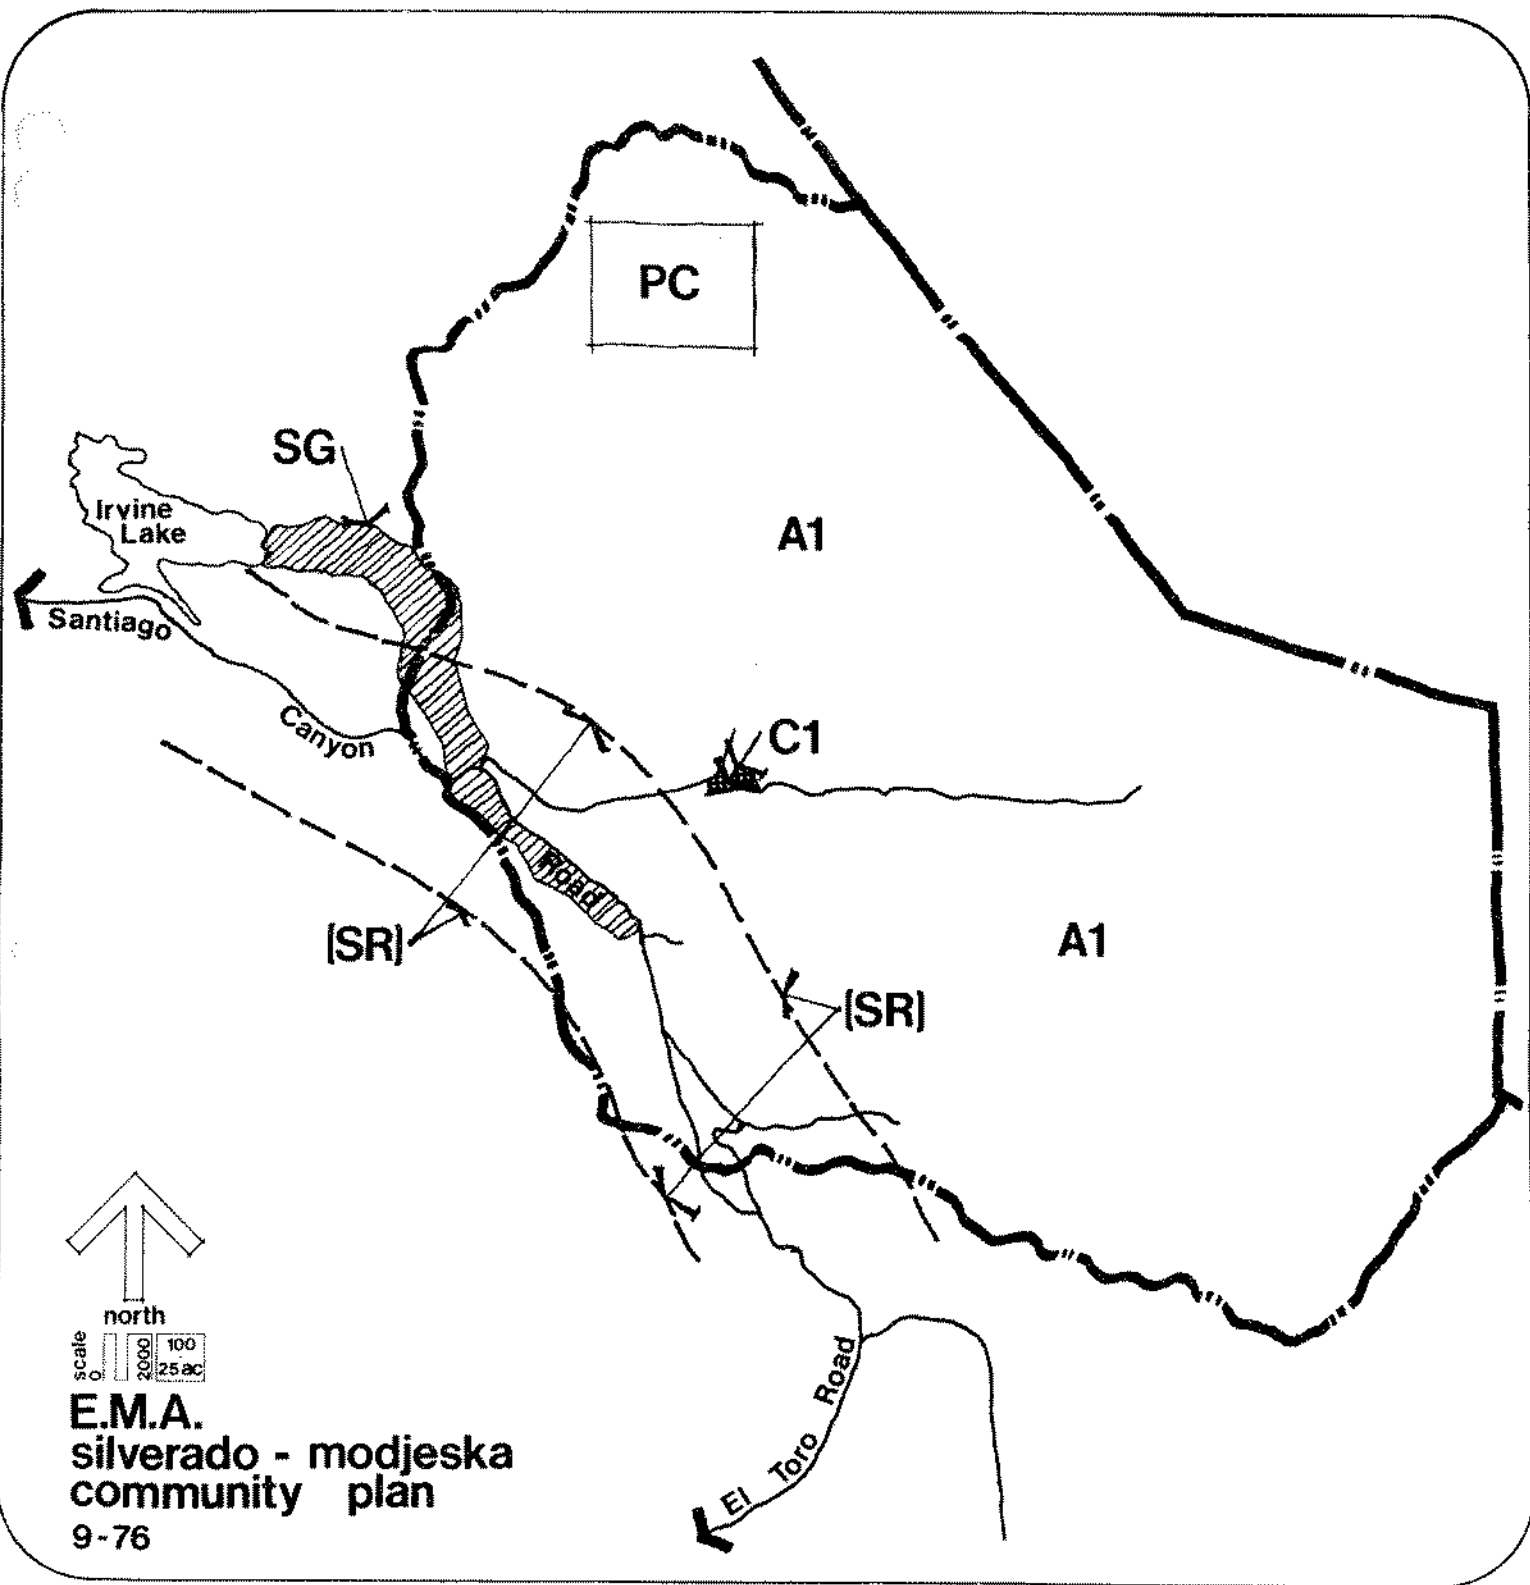 PC
SG
Irvine
Lake
A1
Santiago
Canyon
C1
Road
[SR]
A1
[SR]
north
scale
0
2000
100
25 ac
El Toro Road
E.M.A.
silverado - modjeska
community plan
9-76